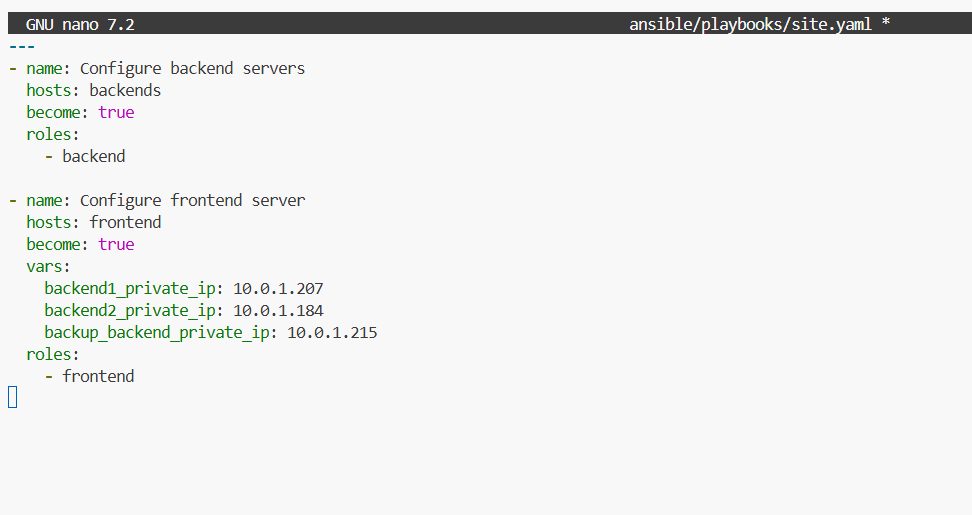 GNU nano 7.2 ansible/playbooks/site.yaml *
---
- name: Configure backend servers
  hosts: backends
  become: true
  roles:
    - backend

- name: Configure frontend server
  hosts: frontend
  become: true
  vars:
    backend1_private_ip: 10.0.1.207
    backend2_private_ip: 10.0.1.184
    backup_backend_private_ip: 10.0.1.215
  roles:
    - frontend